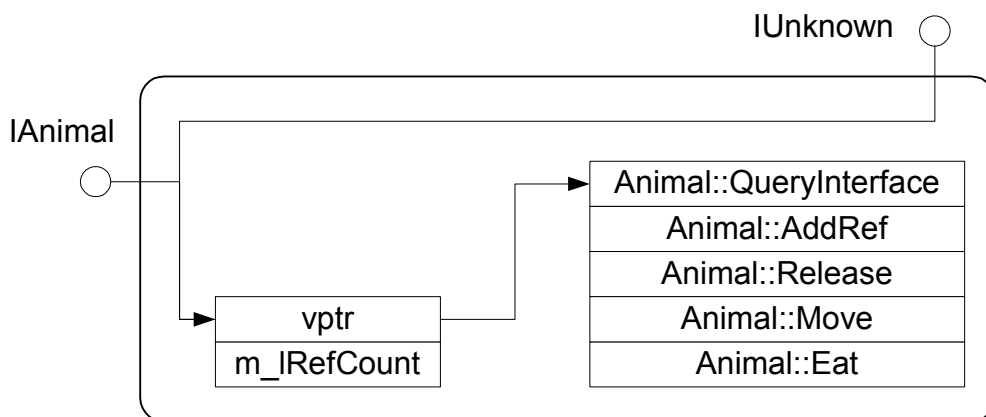 IUnknown
IAnimal
Animal::QueryInterface
Animal::AddRef
Animal::Release
vptr
Animal::Move
m_lRefCount
Animal::Eat